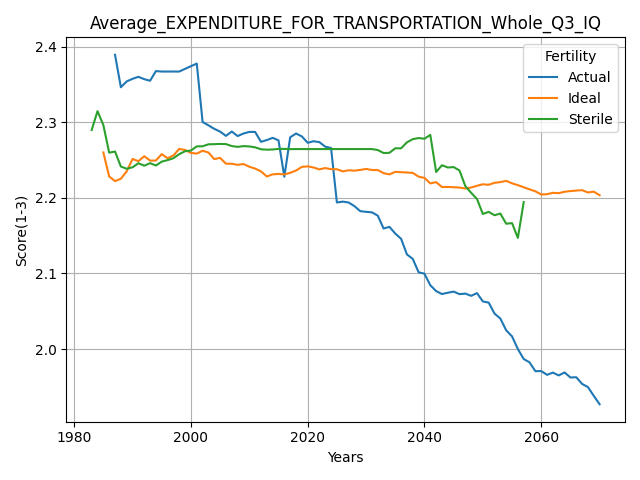 Average_EXPENDITURE_FOR_TRANSPORTATION_Whole_Q3_IQ
Fertility
Actual
Ideal
Sterile
Score(1-3)
2.4
2.3
2.2
2.1
2.0
1980
2000
2020
2040
2060
Years